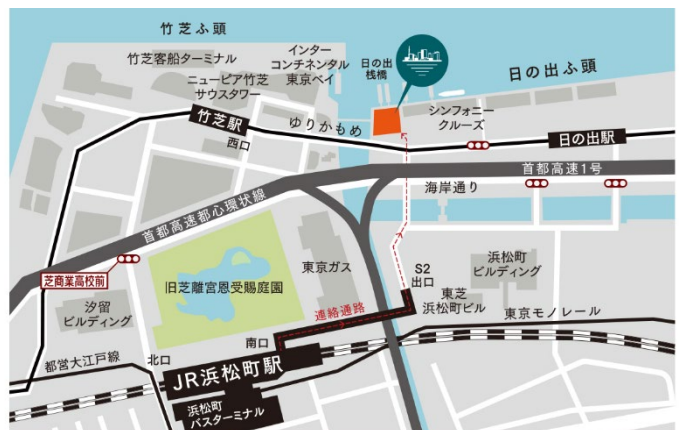 竹芝ふ頭
竹芝客船ターミナル
ニューピア竹芝
サウスタワー
インター
コンチネンタル
東京ベイ
日の出
桟橋
日の出ふ頭
シンフォニー
クルーズ
竹芝駅
西口
ゆりかもめ
日の出駅
首都高速1号
海岸通り
首都高速都心環状線
芝商業高校前
旧芝離宮恩賜庭園
東京ガス
S2
出口
浜松町
ビルディング
東芝
浜松町ビル
汐留
ビルディング
連絡通路
東京モノレール
南口
都営大江戸線
北口
JR浜松町駅
浜松町
バスターミナル